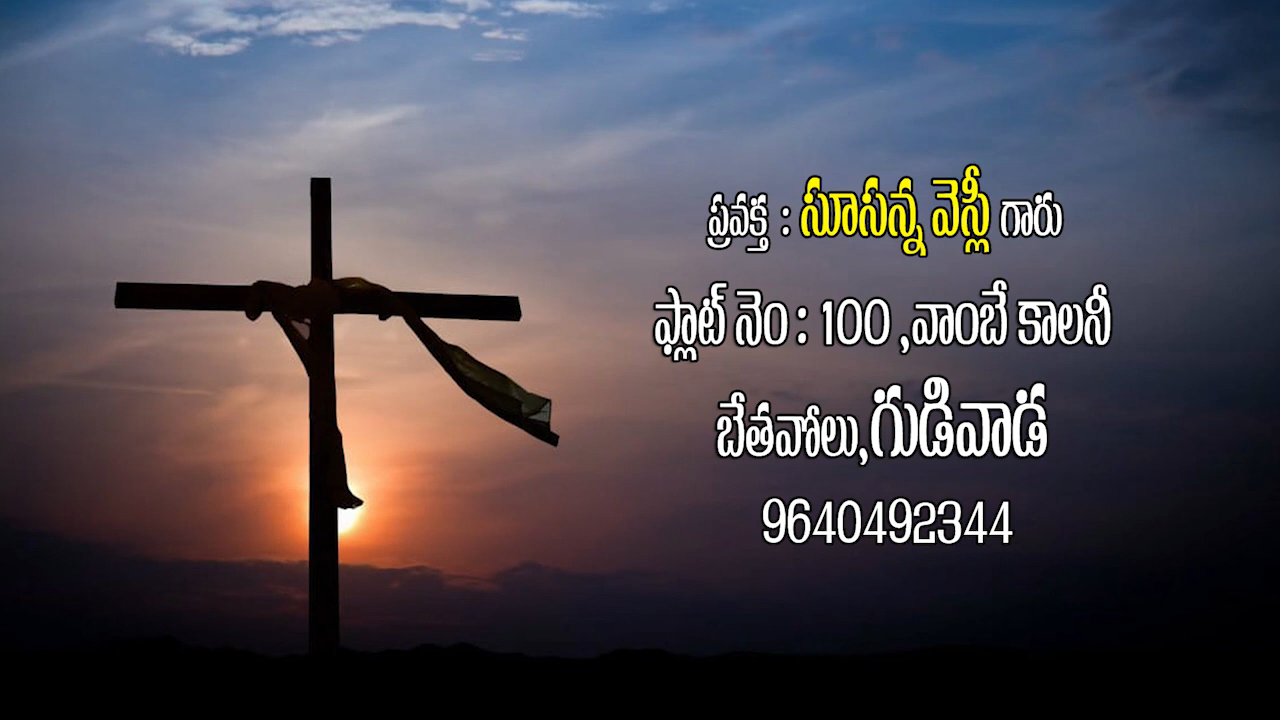 ప్రవక్త : సూసన్న వెస్లీ గారు
ఫ్లాట్ నెం : 100 ,వాంబే కాలనీ
బేతవోలు,గుడివాడ
9640492344